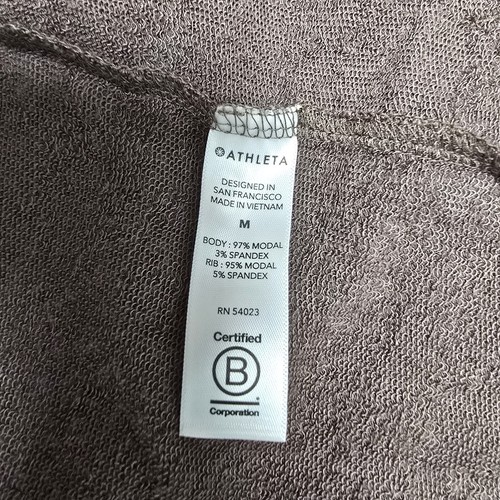 ATHLETA
DESIGNED IN
SAN FRANCISCO
MADE IN VIETNAM
M
BODY : 97% MODAL
3% SPANDEX
RIB : 95% MODAL
5% SPANDEX
RN 54023
Certified
B
Corporation